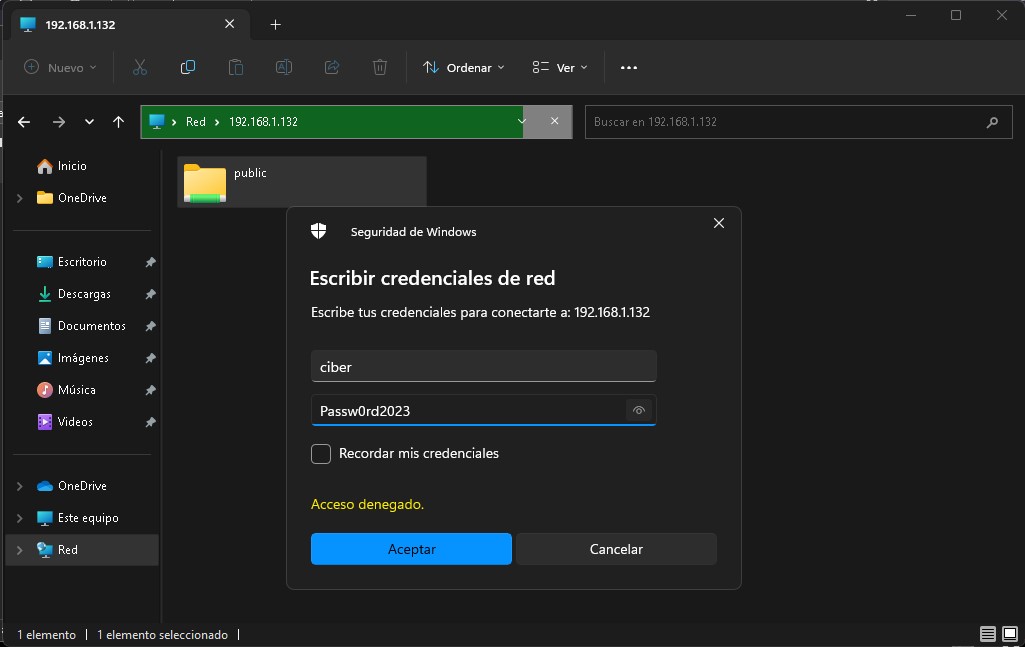 192.168.1.132
Nuevo
Ordenar
Ver
Red
192.168.1.132
Buscar en 192.168.1.132
Inicio
OneDrive
Escritorio
Descargas
Documentos
Imágenes
Música
Videos
OneDrive
Este equipo
Red
public
Seguridad de Windows
Escribir credenciales de red
Escribe tus credenciales para conectarte a: 192.168.1.132
ciber
Passw0rd2023
Recordar mis credenciales
Acceso denegado.
Aceptar
Cancelar
1 elemento
1 elemento seleccionado